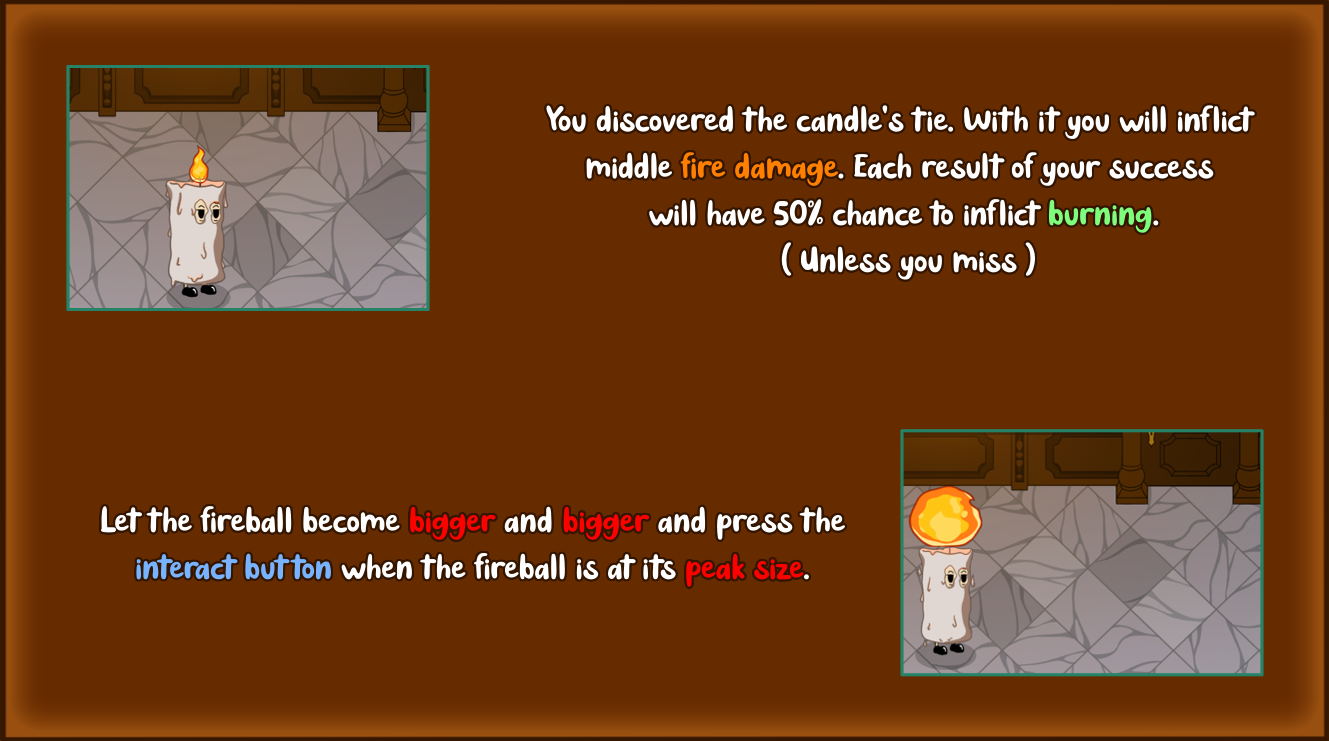 You discovered the candle's tie. With it you will inflict
middle fire damage. Each result of your success
will have 50% chance to inflict burning.
( Unless you miss )
Let the fireball become bigger and bigger and press the
interact button when the fireball is at its peak size.